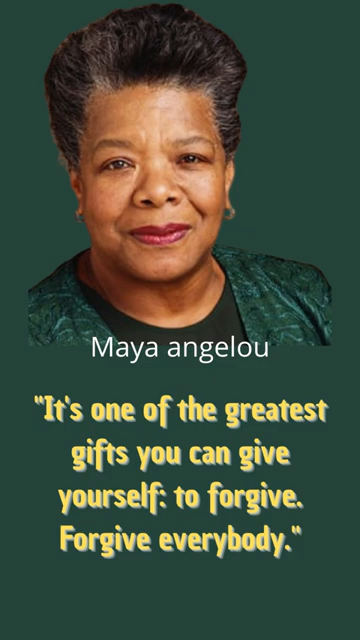 Maya angelou
"It's one of the greatest
gifts you can give
yourself: to forgive.
Forgive everybody."